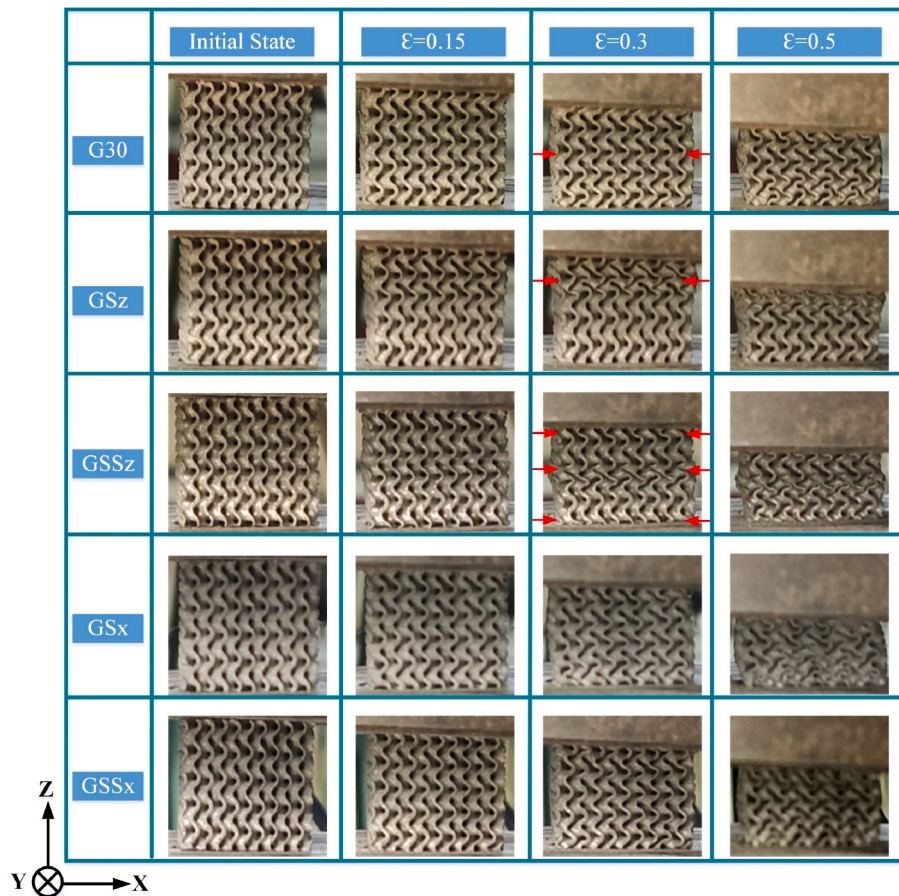 Initial State Ɛ=0.15 Ɛ=0.3 Ɛ=0.5
G30
GSz
GSSz
GSx
GSSx
Z
Y X